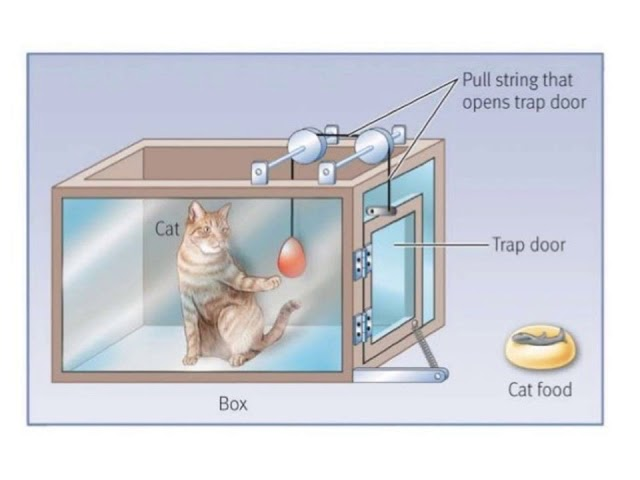 Pull string that
opens trap door
Cat
Trap door
Cat food
Box